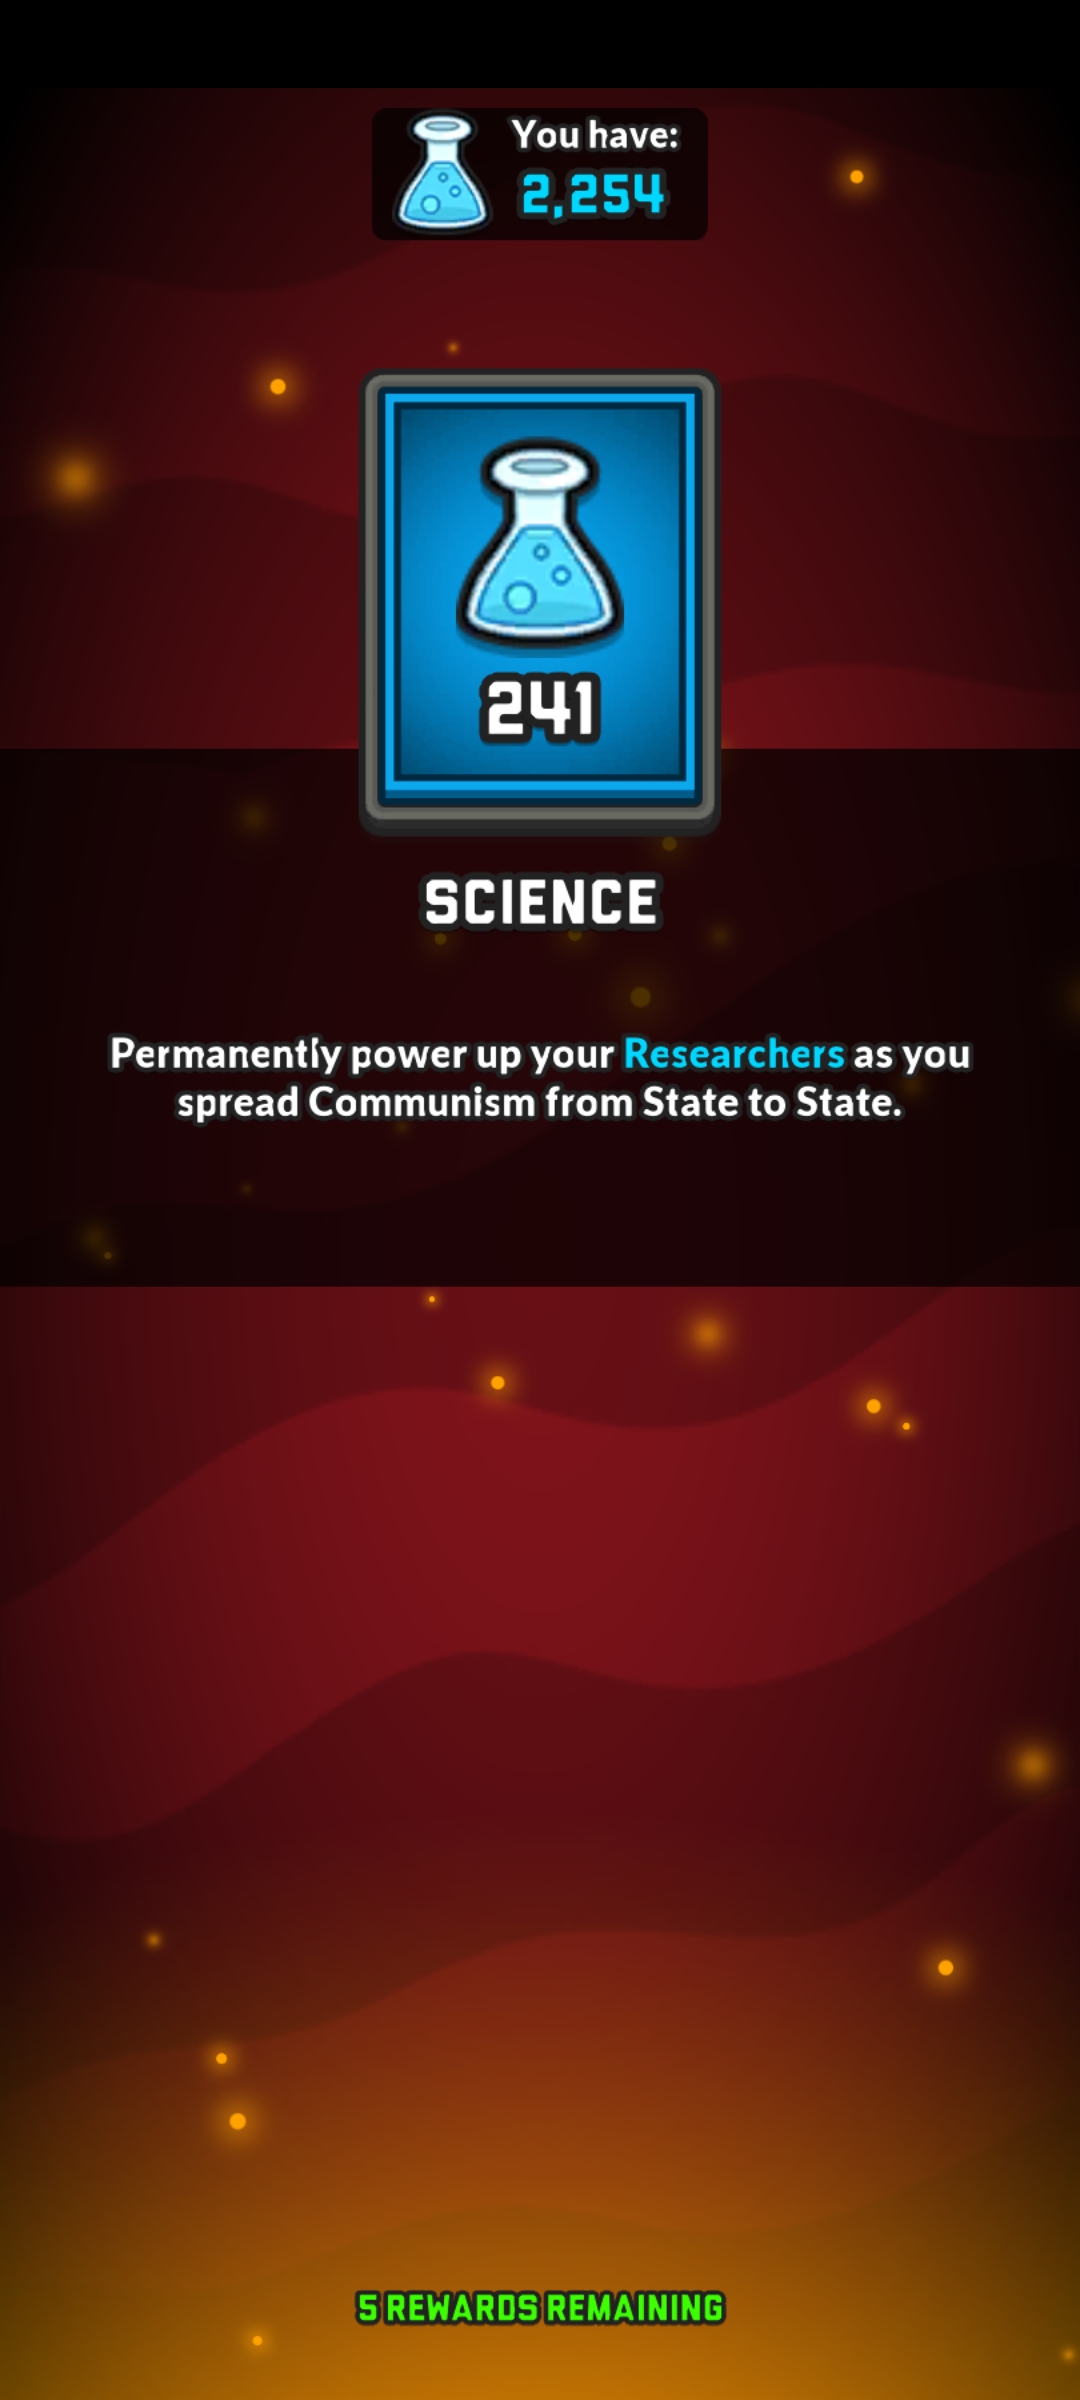 You have:
2,254
241
SCIENCE
Permanently power up your Researchers as you
spread Communism from State to State.
5 REWARDS REMAINING